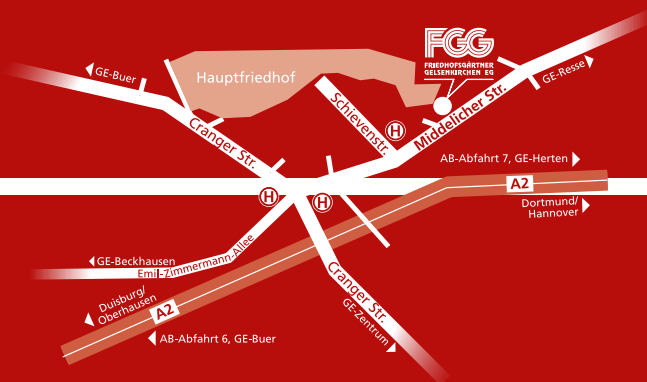 FGG
FRIEDHOFSGÄRTNER
GELSENKIRCHEN EG
GE-Buer
Hauptfriedhof
GE-Resse
Schievenstr.
Middelicher Str.
Cranger Str.
H
AB-Abfahrt 7, GE-Herten
A2
H
H
Dortmund/
Hannover
GE-Beckhausen
Emil-Zimmermann-Allee
Duisburg/
Oberhausen
A2
Cranger Str.
GE-Zentrum
AB-Abfahrt 6, GE-Buer